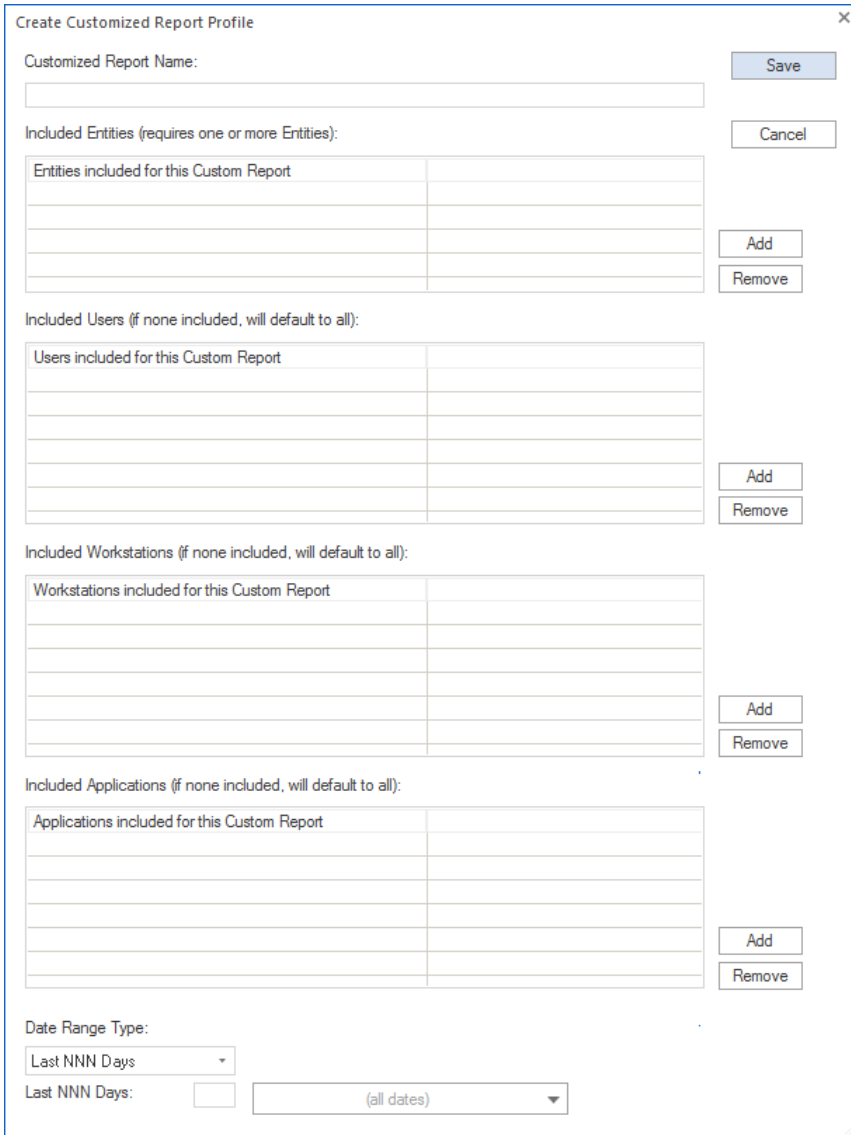 Create Customized Report Profile
Customized Report Name:
Save
Included Entities (requires one or more Entities):
Cancel
Entities included for this Custom Report
Add
Remove
Included Users (if none included, will default to all):
Users included for this Custom Report
Add
Remove
Included Workstations (if none included, will default to all):
Workstations included for this Custom Report
Add
Remove
Included Applications (if none included, will default to all):
Applications included for this Custom Report
Add
Remove
Date Range Type:
Last NNN Days
Last NNN Days:
(all dates)